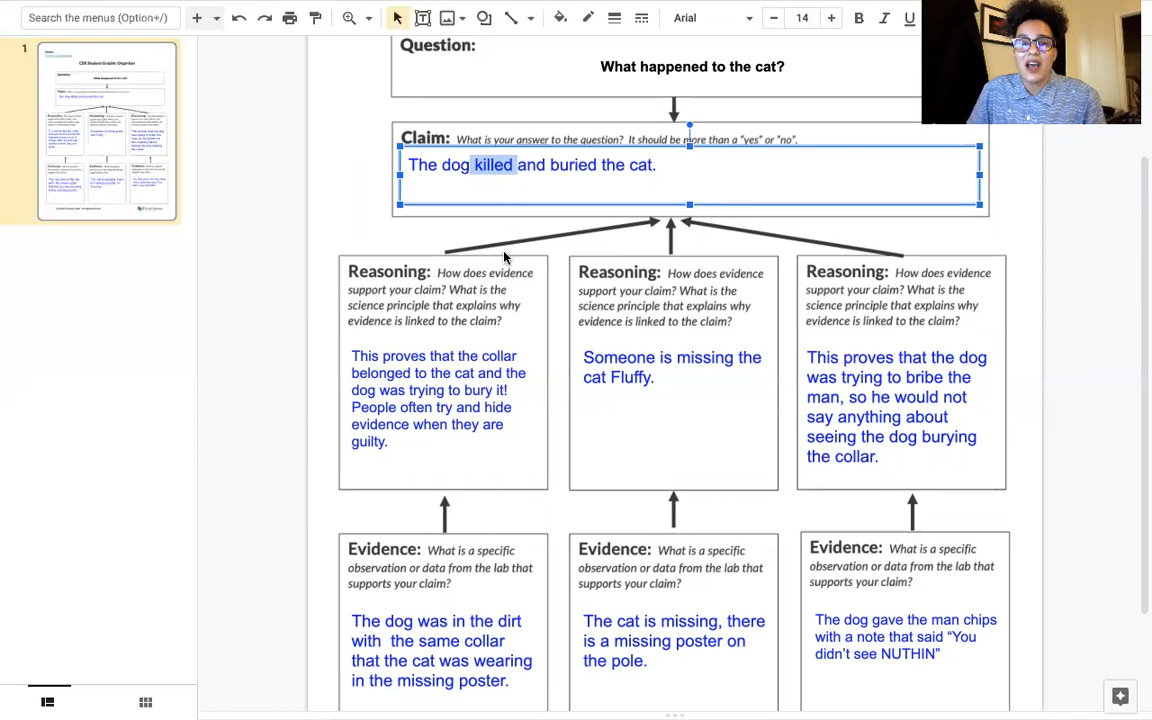 Search the menus (Option+/)
Arial
14
B
I
U
1
Question:
What happened to the cat?
Claim: What is your answer to the question? It should be more than a "yes" or "no".
The dog killed and buried the cat.
Reasoning: How does evidence
support your claim? What is the
science principle that explains why
evidence is linked to the claim?
This proves that the collar
belonged to the cat and the
dog was trying to bury it!
People often try and hide
evidence when they are
guilty.
Reasoning: How does evidence
support your claim? What is the
science principle that explains why
evidence is linked to the claim?
Someone is missing the
cat Fluffy.
Reasoning: How does evidence
support your claim? What is the
science principle that explains why
evidence is linked to the claim?
This proves that the dog
was trying to bribe the
man, so he would not
say anything about
seeing the dog burying
the collar.
Evidence: What is a specific
observation or data from the lab that
supports your claim?
The dog was in the dirt
with the same collar
that the cat was wearing
in the missing poster.
Evidence: What is a specific
observation or data from the lab that
supports your claim?
The cat is missing, there
is a missing poster on
the pole.
Evidence: What is a specific
observation or data from the lab that
supports your claim?
The dog gave the man chips
with a note that said “You
didn’t see NUTHIN”